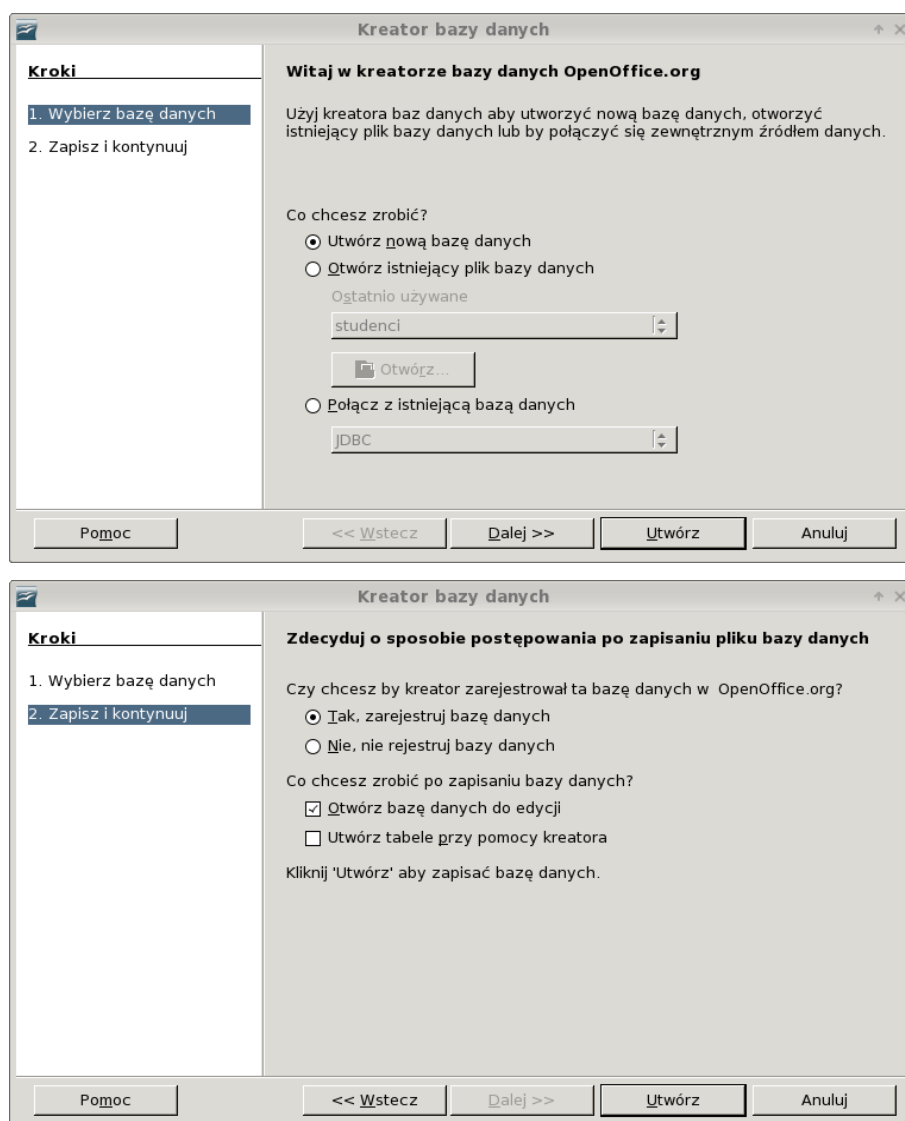 Kreator bazy danych
Kroki
1. Wybierz bazę danych
2. Zapisz i kontynuuj
Witaj w kreatorze bazy danych OpenOffice.org
Użyj kreatora baz danych aby utworzyć nową bazę danych, otworzyć
istniejący plik bazy danych lub by połączyć się zewnętrznym źródłem danych.
Co chcesz zrobić?
Utwórz nową bazę danych
Otwórz istniejący plik bazy danych
Ostatnio używane
studenci
Otwórz...
Połącz z istniejącą bazą danych
JDBC
Pomoc
<< Wstecz
Dalej >>
Utwórz
Anuluj
Kreator bazy danych
Kroki
1. Wybierz bazę danych
2. Zapisz i kontynuuj
Zdecyduj o sposobie postępowania po zapisaniu pliku bazy danych
Czy chcesz by kreator zarejestrował ta bazę danych w OpenOffice.org?
Tak, zarejestruj bazę danych
Nie, nie rejestruj bazy danych
Co chcesz zrobić po zapisaniu bazy danych?
Otwórz bazę danych do edycji
Utwórz tabele przy pomocy kreatora
Kliknij 'Utwórz' aby zapisać bazę danych.
Pomoc
<< Wstecz
Dalej >>
Utwórz
Anuluj